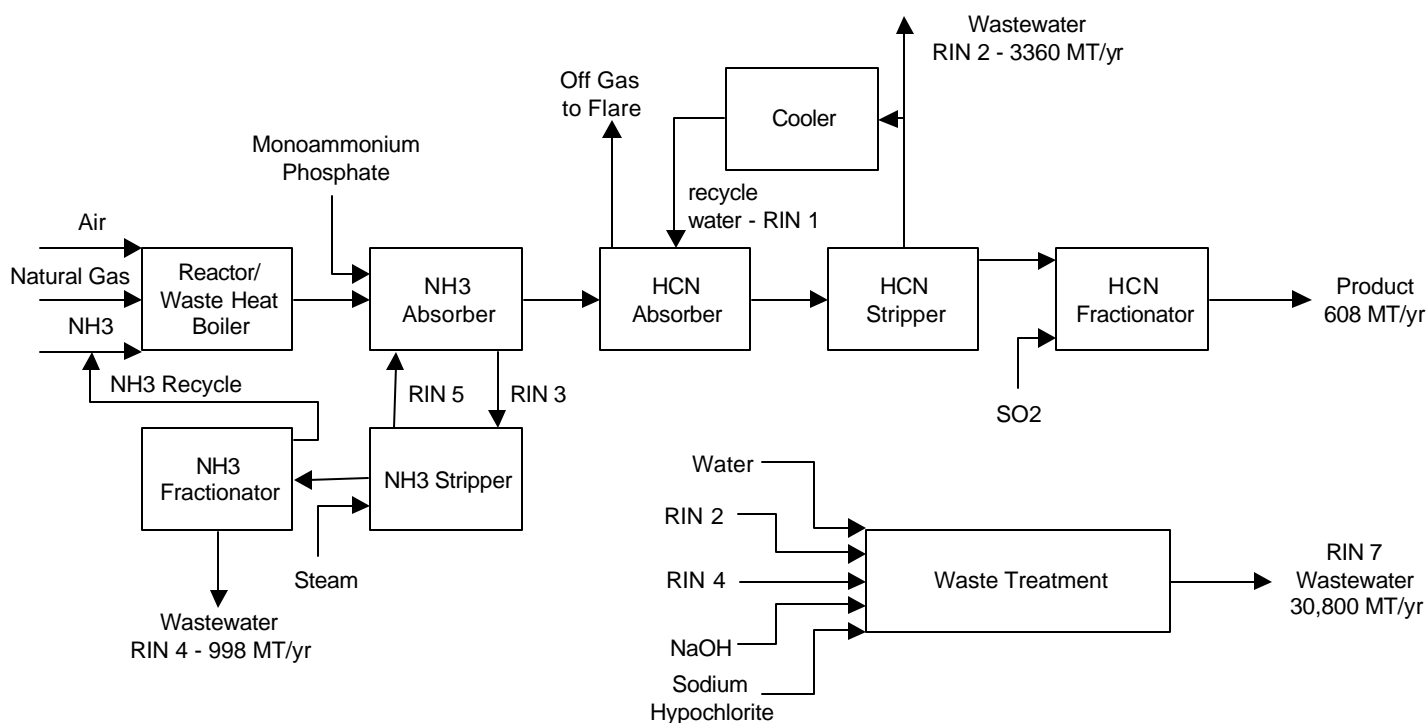 Wastewater
RIN 2 - 3360 MT/yr
Off Gas
to Flare
Cooler
Monoammonium
Phosphate
recycle
water - RIN 1
Air
Natural Gas
NH3
Reactor/
Waste Heat
Boiler
NH3
Absorber
HCN
Absorber
HCN
Stripper
HCN
Fractionator
Product
608 MT/yr
NH3 Recycle
RIN 5
RIN 3
SO2
NH3
Fractionator
NH3 Stripper
Steam
Wastewater
RIN 4 - 998 MT/yr
Water
RIN 2
RIN 4
NaOH
Sodium
Hypochlorite
Waste Treatment
RIN 7
Wastewater
30,800 MT/yr